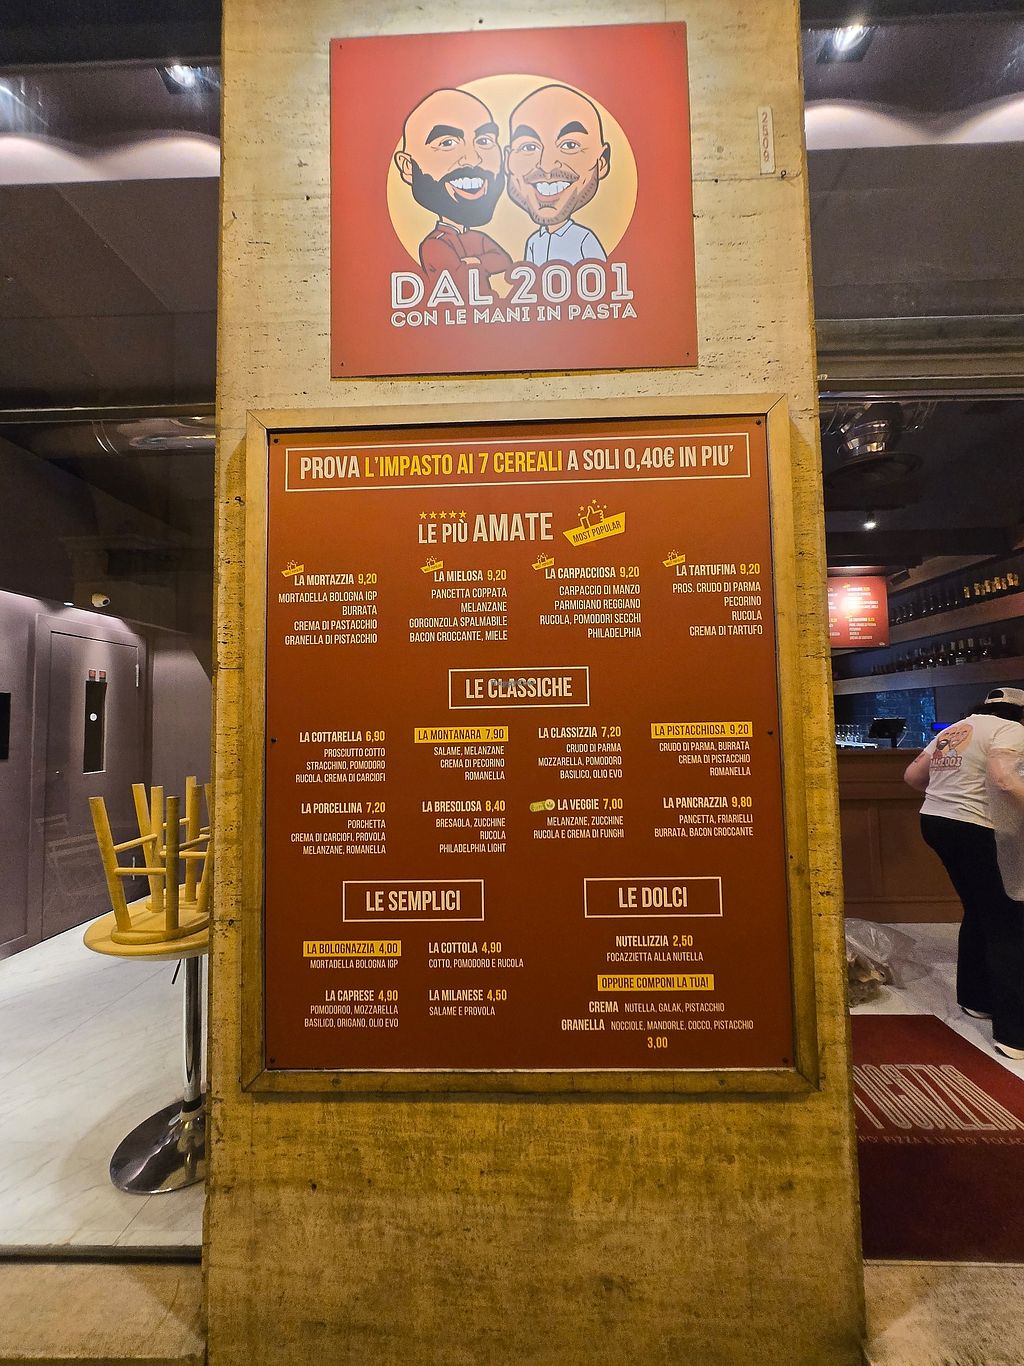 DAL 2001
CON LE MANI IN PASTA
2508
PROVA L'IMPASTO AI 7 CEREALI A SOLI 0,40€ IN PIU'
LE PIÙ AMATE
MOST POPULAR
LA MORTAZZIA 9,20
MORTADELLA BOLOGNA IGP
BURRATA
CREMA DI PASTACCHIO
GRANELLA DI PISTACCHIO
LA MIELOSA 9,20
PANCETTA COPPATA
MELANZANE
GORGONZOLA SPALMABILE
BACON CROCCANTE, MIELE
LA CARPACCIOSA 9,20
CARPACCIO DI MANZO
PARMIGIANO REGGIANO
RUCOLA, POMODORI SECCHI
PHILADELPHIA
LA TARTUFINA 9,20
PROS. CRUDO DI PARMA
PECORINO
RUCOLA
CREMA DI TARTUFO
LE CLASSICHE
LA COTTARELLA 6,90
PROSCIUTTO COTTO
STRACCHINO, POMODORO
RUCOLA, CREMA DI CARCIOFI
LA MONTANARA 7,90
SALAME, MELANZANE
CREMA DI PECORINO
ROMANELLA
LA CLASSIZZIA 7,20
CRUDO DI PARMA
MOZZARELLA, POMODORO
BASILICO, OLIO EVO
LA PISTACCHIOSA 9,20
CRUDO DI PARMA, BURRATA
CREMA DI PISTACCHIO
ROMANELLA
LA PORCELLINA 7,20
PORCHETTA
CREMA DI CARCIOFI, PROVOLA
MELANZANE, ROMANELLA
LA BRESOLOSA 8,40
BRESAOLA, ZUCCHINE
RUCOLA
PHILADELPHIA LIGHT
LA VEGGIE 7,00
MELANZANE, ZUCCHINE
RUCOLA E CREMA DI FUNGHI
LA PANCRAZZIA 9,80
PANCETTA, FRIARIELLI
BURRATA, BACON CROCCANTE
LE SEMPLICI
LA BOLOGNAZZIA 4,00
MORTADELLA BOLOGNA IGP
LA COTTOLA 4,90
COTTO, POMODORO E RUCOLA
LA CAPRESE 4,90
POMODOROO, MOZZARELLA
BASILICO, ORIGANO, OLIO EVO
LA MILANESE 4,50
SALAME E PROVOLA
LE DOLCI
NUTELLIZZIA 2,50
FOCAZZIETTA ALLA NUTELLA
OPPURE COMPONI LA TUA!
CREMA NUTELLA, GALAK, PISTACCHIO
GRANELLA NOCCIOLE, MANDORLE, COCCO, PISTACCHIO
3,00
DAL 2001
PO' PIZZA E UN PO' FOCAC